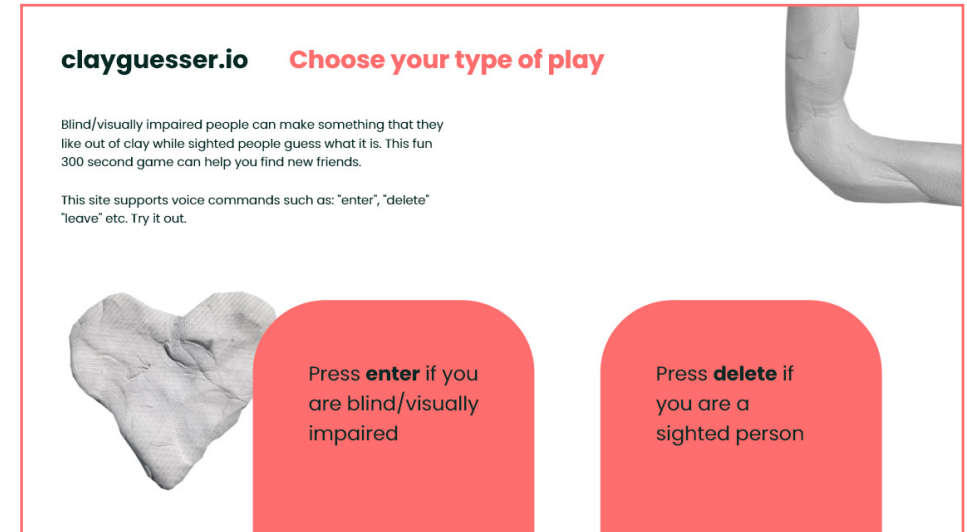 clayguesser.io
Choose your type of play
Blind/visually impaired people can make something that they
like out of clay while sighted people guess what it is. This fun
300 second game can help you find new friends.
This site supports voice commands such as: "enter", "delete"
"leave" etc. Try it out.
Press enter if you
are blind/visually
impaired
Press delete if
you are a
sighted person